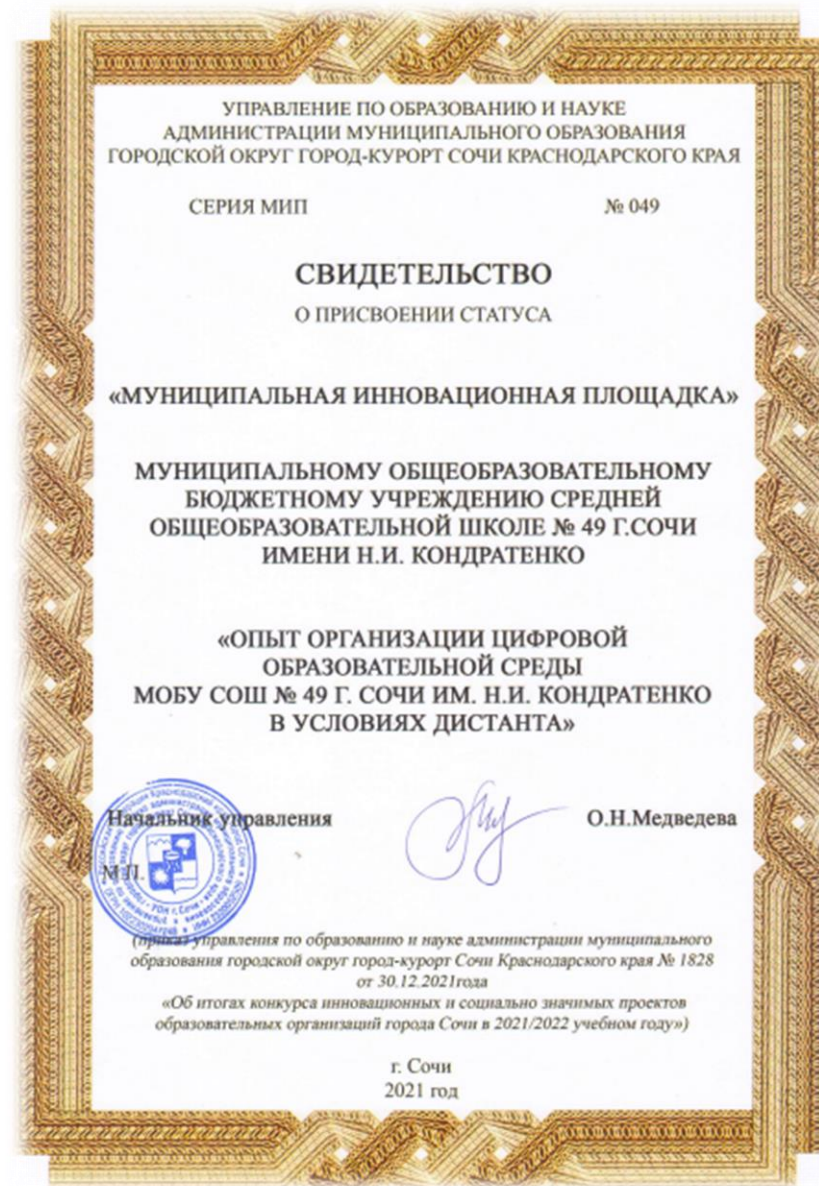 УПРАВЛЕНИЕ ПО ОБРАЗОВАНИЮ И НАУКЕ
АДМИНИСТРАЦИИ МУНИЦИПАЛЬНОГО ОБРАЗОВАНИЯ
ГОРОДСКОЙ ОКРУГ ГОРОД-КУРОРТ СОЧИ КРАСНОДАРСКОГО КРАЯ
СЕРИЯ МИП № 049
СВИДЕТЕЛЬСТВО
О ПРИСВОЕНИИ СТАТУСА
«МУНИЦИПАЛЬНАЯ ИННОВАЦИОННАЯ ПЛОЩАДКА»
МУНИЦИПАЛЬНОМУ ОБЩЕОБРАЗОВАТЕЛЬНОМУ
БЮДЖЕТНОМУ УЧРЕЖДЕНИЮ СРЕДНЕЙ
ОБЩЕОБРАЗОВАТЕЛЬНОЙ ШКОЛЕ № 49 Г.СОЧИ
ИМЕНИ Н.И. КОНДРАТЕНКО
«ОПЫТ ОРГАНИЗАЦИИ ЦИФРОВОЙ
ОБРАЗОВАТЕЛЬНОЙ СРЕДЫ
МОБУ СОШ № 49 Г. СОЧИ ИМ. Н.И. КОНДРАТЕНКО
В УСЛОВИЯХ ДИСТАНТА»
Начальник управления О.Н.Медведева
М.П.
(приказ управления по образованию и науке администрации муниципального
образования городской округ город-курорт Сочи Краснодарского края № 1828
от 30.12.2021года
«Об итогах конкурса инновационных и социально значимых проектов
образовательных организаций города Сочи в 2021/2022 учебном году»)
г. Сочи
2021 год